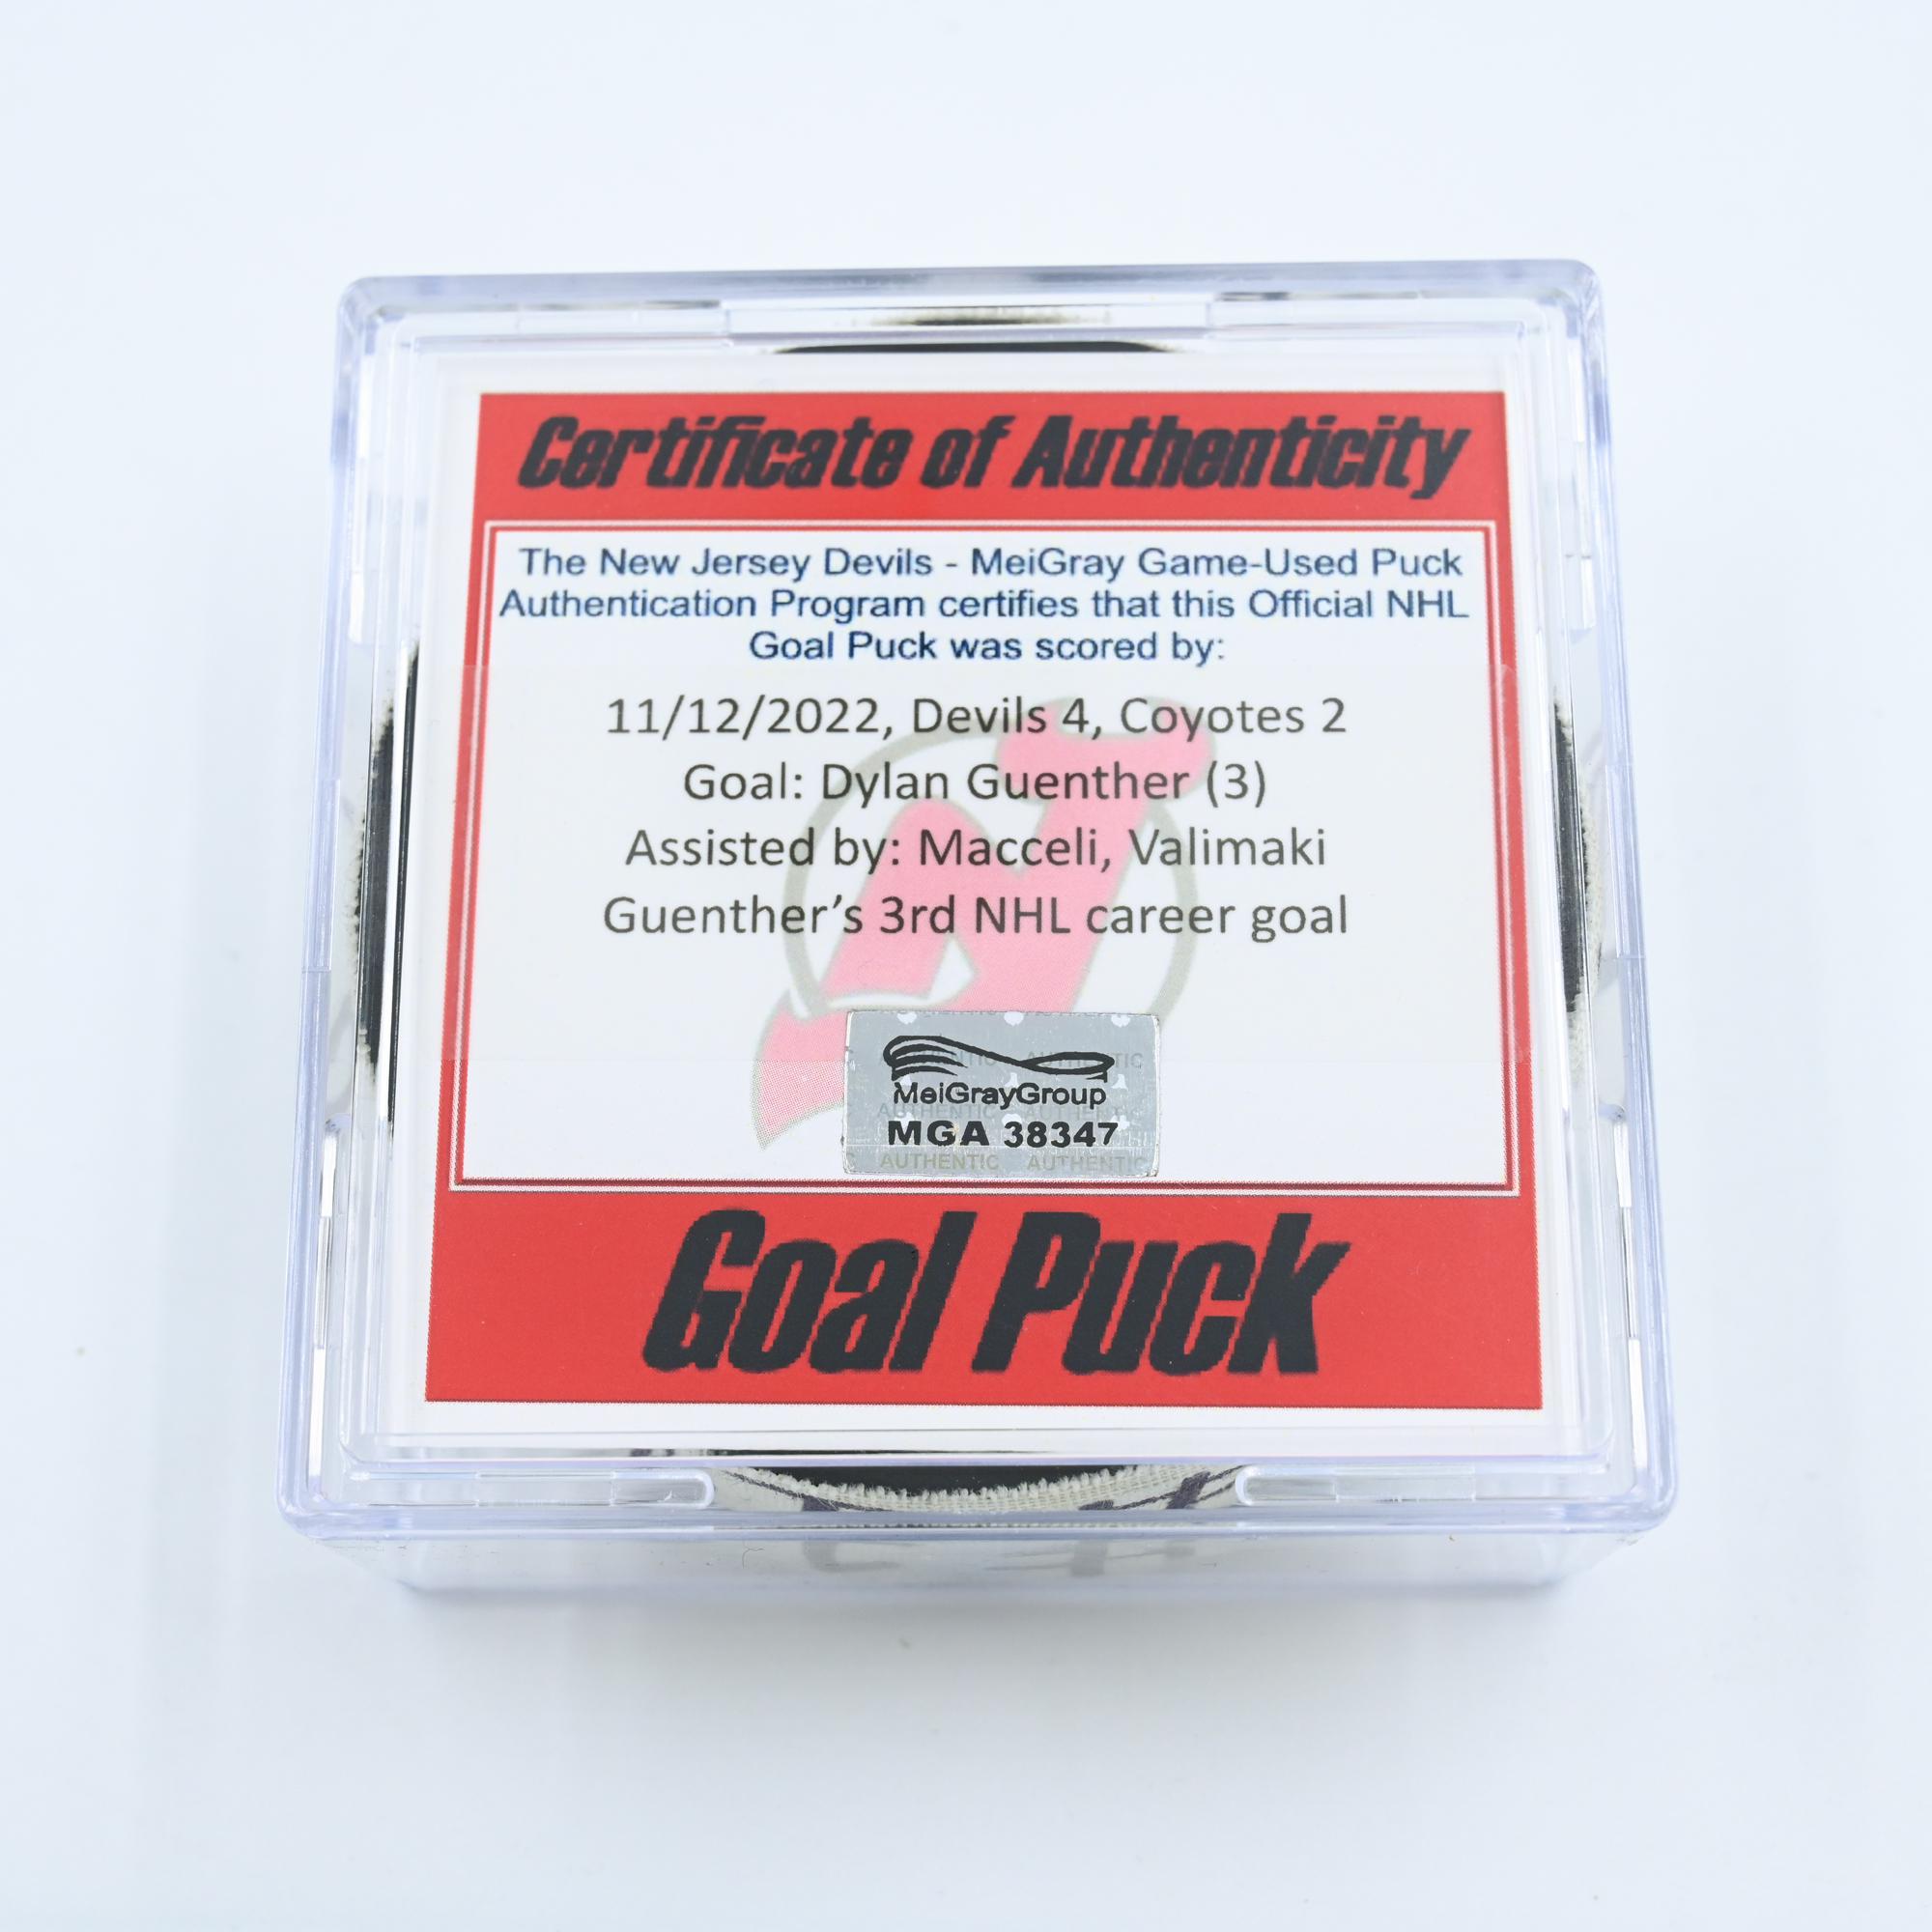 Certificate of Authenticity
The New Jersey Devils - MeiGray Game-Used Puck
Authentication Program certifies that this Official NHL
Goal Puck was scored by:
11/12/2022, Devils 4, Coyotes 2
Goal: Dylan Guenther (3)
Assisted by: Macceli, Valimaki
Guenther’s 3rd NHL career goal
MeiGrayGroup
MGA 38347
AUTHENTIC AUTHENTIC
Goal Puck